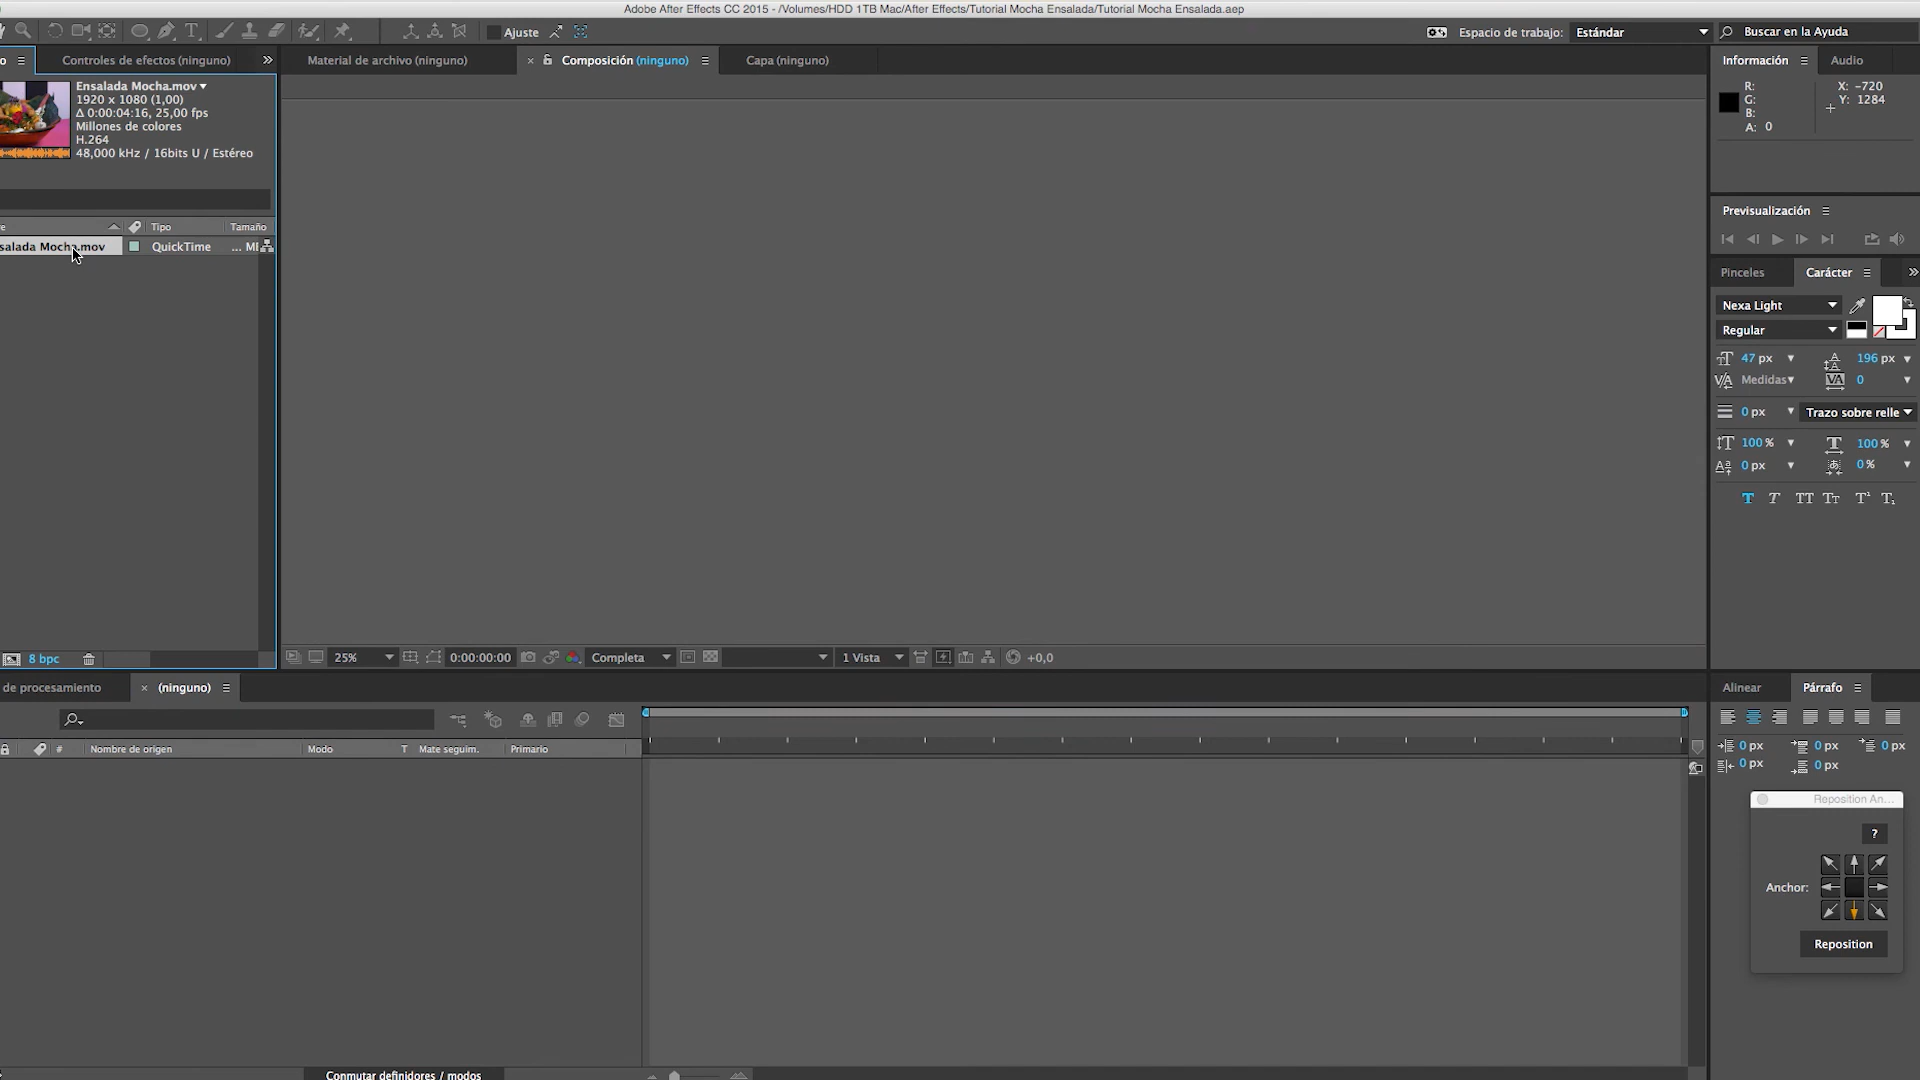 Adobe After Effects CC 2015 - /Volumes/HDD 1TB Mac/After Effects/Tutorial Mocha Ensalada/Tutorial Mocha Ensalada.aep
Ajuste
Espacio de trabajo: Estándar
Buscar en la Ayuda
o
Controles de efectos (ninguno)
Material de archivo (ninguno)
Composición (ninguno)
Capa (ninguno)
Información
Audio
Ensalada Mocha.mov
1920 x 1080 (1,00)
Δ 0:00:04:16, 25,00 fps
Millones de colores
H.264
48,000 kHz / 16bits U / Estéreo
R:
G:
B:
A: 0
X: -720
Y: 1284
re
Tipo
Tamaño
salada Mocha.mov
QuickTime
... MI
Previsualización
Pinceles
Carácter
Nexa Light
Regular
47 px
196 px
Medidas
0
0 px
Trazo sobre relle
100 %
100 %
0 px
0 %
8 bpc
25%
0:00:00:00
Completa
1 Vista
+0,0
de procesamiento
(ninguno)
Alinear
Párrafo
# Nombre de origen
Modo
T Mate seguim.
Primario
0 px
0 px
0 px
0 px
0 px
Reposition An...
?
Anchor:
Reposition
Conmutar definidores / modos